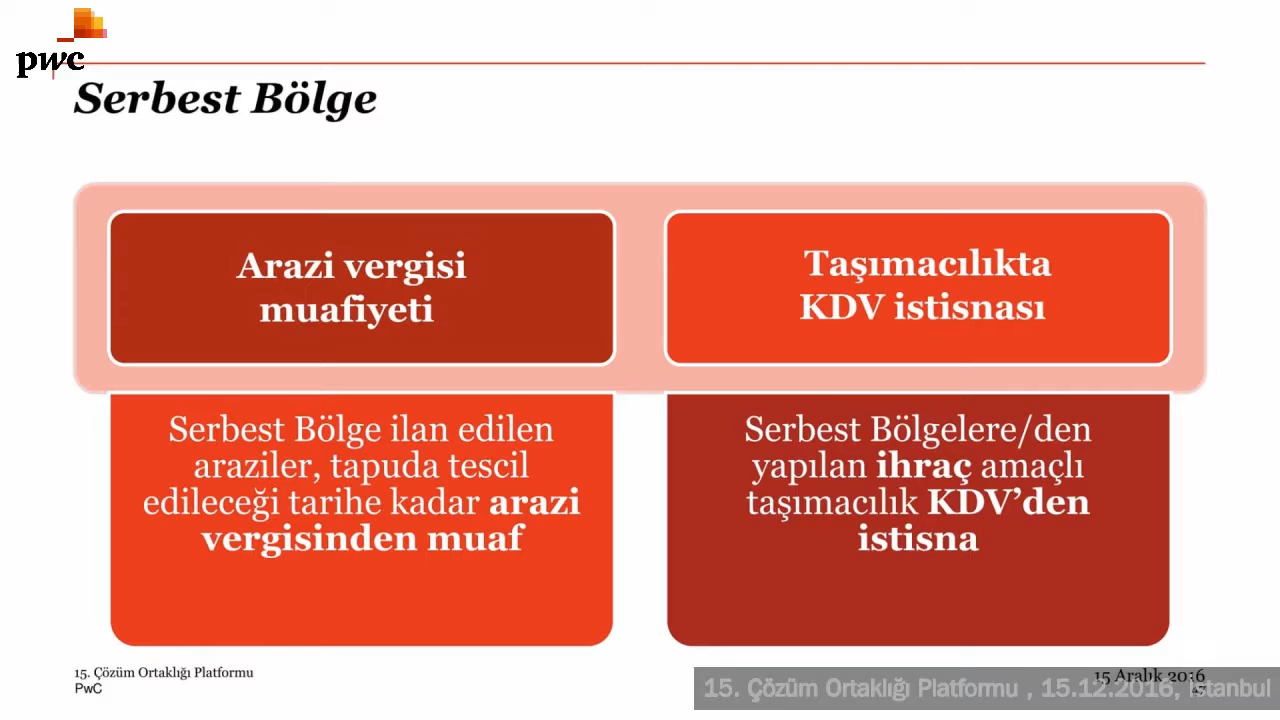 pwc
Serbest Bölge
Arazi vergisi
muafiyeti
Taşımacılıkta
KDV istisnası
Serbest Bölge ilan edilen
araziler, tapuda tescil
edileceği tarihe kadar arazi
vergisinden muaf
Serbest Bölgelere/den
yapılan ihraç amaçlı
taşımacılık KDV’den
istisna
15. Çözüm Ortaklığı Platformu
PwC
15 Aralık 2016
47
15. Çözüm Ortaklığı Platformu , 15.12.2016, İstanbul